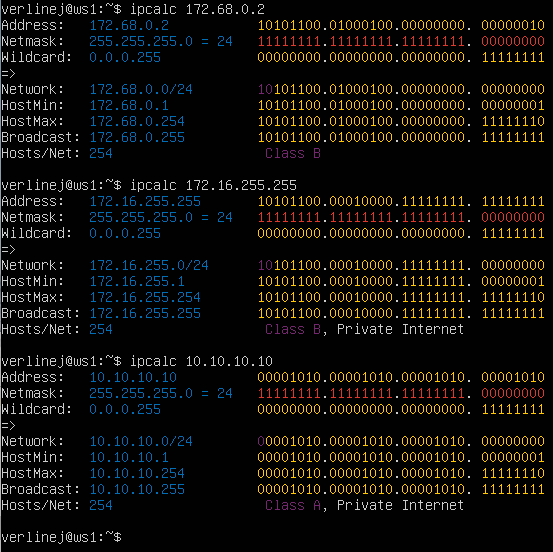 verlinej@ws1:~$ ipcalc 172.68.0.2
Address:   172.68.0.2           10101100.01000100.00000000. 00000010
Netmask:   255.255.255.0 = 24   11111111.11111111.11111111. 00000000
Wildcard:  0.0.0.255            00000000.00000000.00000000. 11111111
=>
Network:   172.68.0.0/24        10101100.01000100.00000000. 00000000
HostMin:   172.68.0.1           10101100.01000100.00000000. 00000001
HostMax:   172.68.0.254         10101100.01000100.00000000. 11111110
Broadcast: 172.68.0.255         10101100.01000100.00000000. 11111111
Hosts/Net: 254                   Class B
verlinej@ws1:~$ ipcalc 172.16.255.255
Address:   172.16.255.255       10101100.00010000.11111111. 11111111
Netmask:   255.255.255.0 = 24   11111111.11111111.11111111. 00000000
Wildcard:  0.0.0.255            00000000.00000000.00000000. 11111111
=>
Network:   172.16.255.0/24      10101100.00010000.11111111. 00000000
HostMin:   172.16.255.1         10101100.00010000.11111111. 00000001
HostMax:   172.16.255.254       10101100.00010000.11111111. 11111110
Broadcast: 172.16.255.255       10101100.00010000.11111111. 11111111
Hosts/Net: 254                   Class B, Private Internet
verlinej@ws1:~$ ipcalc 10.10.10.10
Address:   10.10.10.10          00001010.00001010.00001010. 00001010
Netmask:   255.255.255.0 = 24   11111111.11111111.11111111. 00000000
Wildcard:  0.0.0.255            00000000.00000000.00000000. 11111111
=>
Network:   10.10.10.0/24        00001010.00001010.00001010. 00000000
HostMin:   10.10.10.1           00001010.00001010.00001010. 00000001
HostMax:   10.10.10.254         00001010.00001010.00001010. 11111110
Broadcast: 10.10.10.255         00001010.00001010.00001010. 11111111
Hosts/Net: 254                   Class A, Private Internet
verlinej@ws1:~$